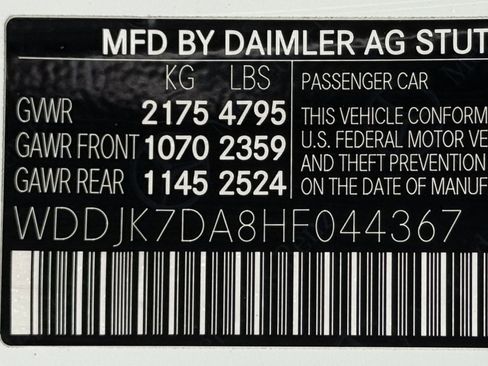 MFD BY DAIMLER AG STUT
KG LBS
GVWR 2175 4795
GAWR FRONT 1070 2359
GAWR REAR 1145 2524
PASSENGER CAR
THIS VEHICLE CONFORM
U.S. FEDERAL MOTOR VE
AND THEFT PREVENTION
ON THE DATE OF MANUF
WDDJK7DA8HF044367